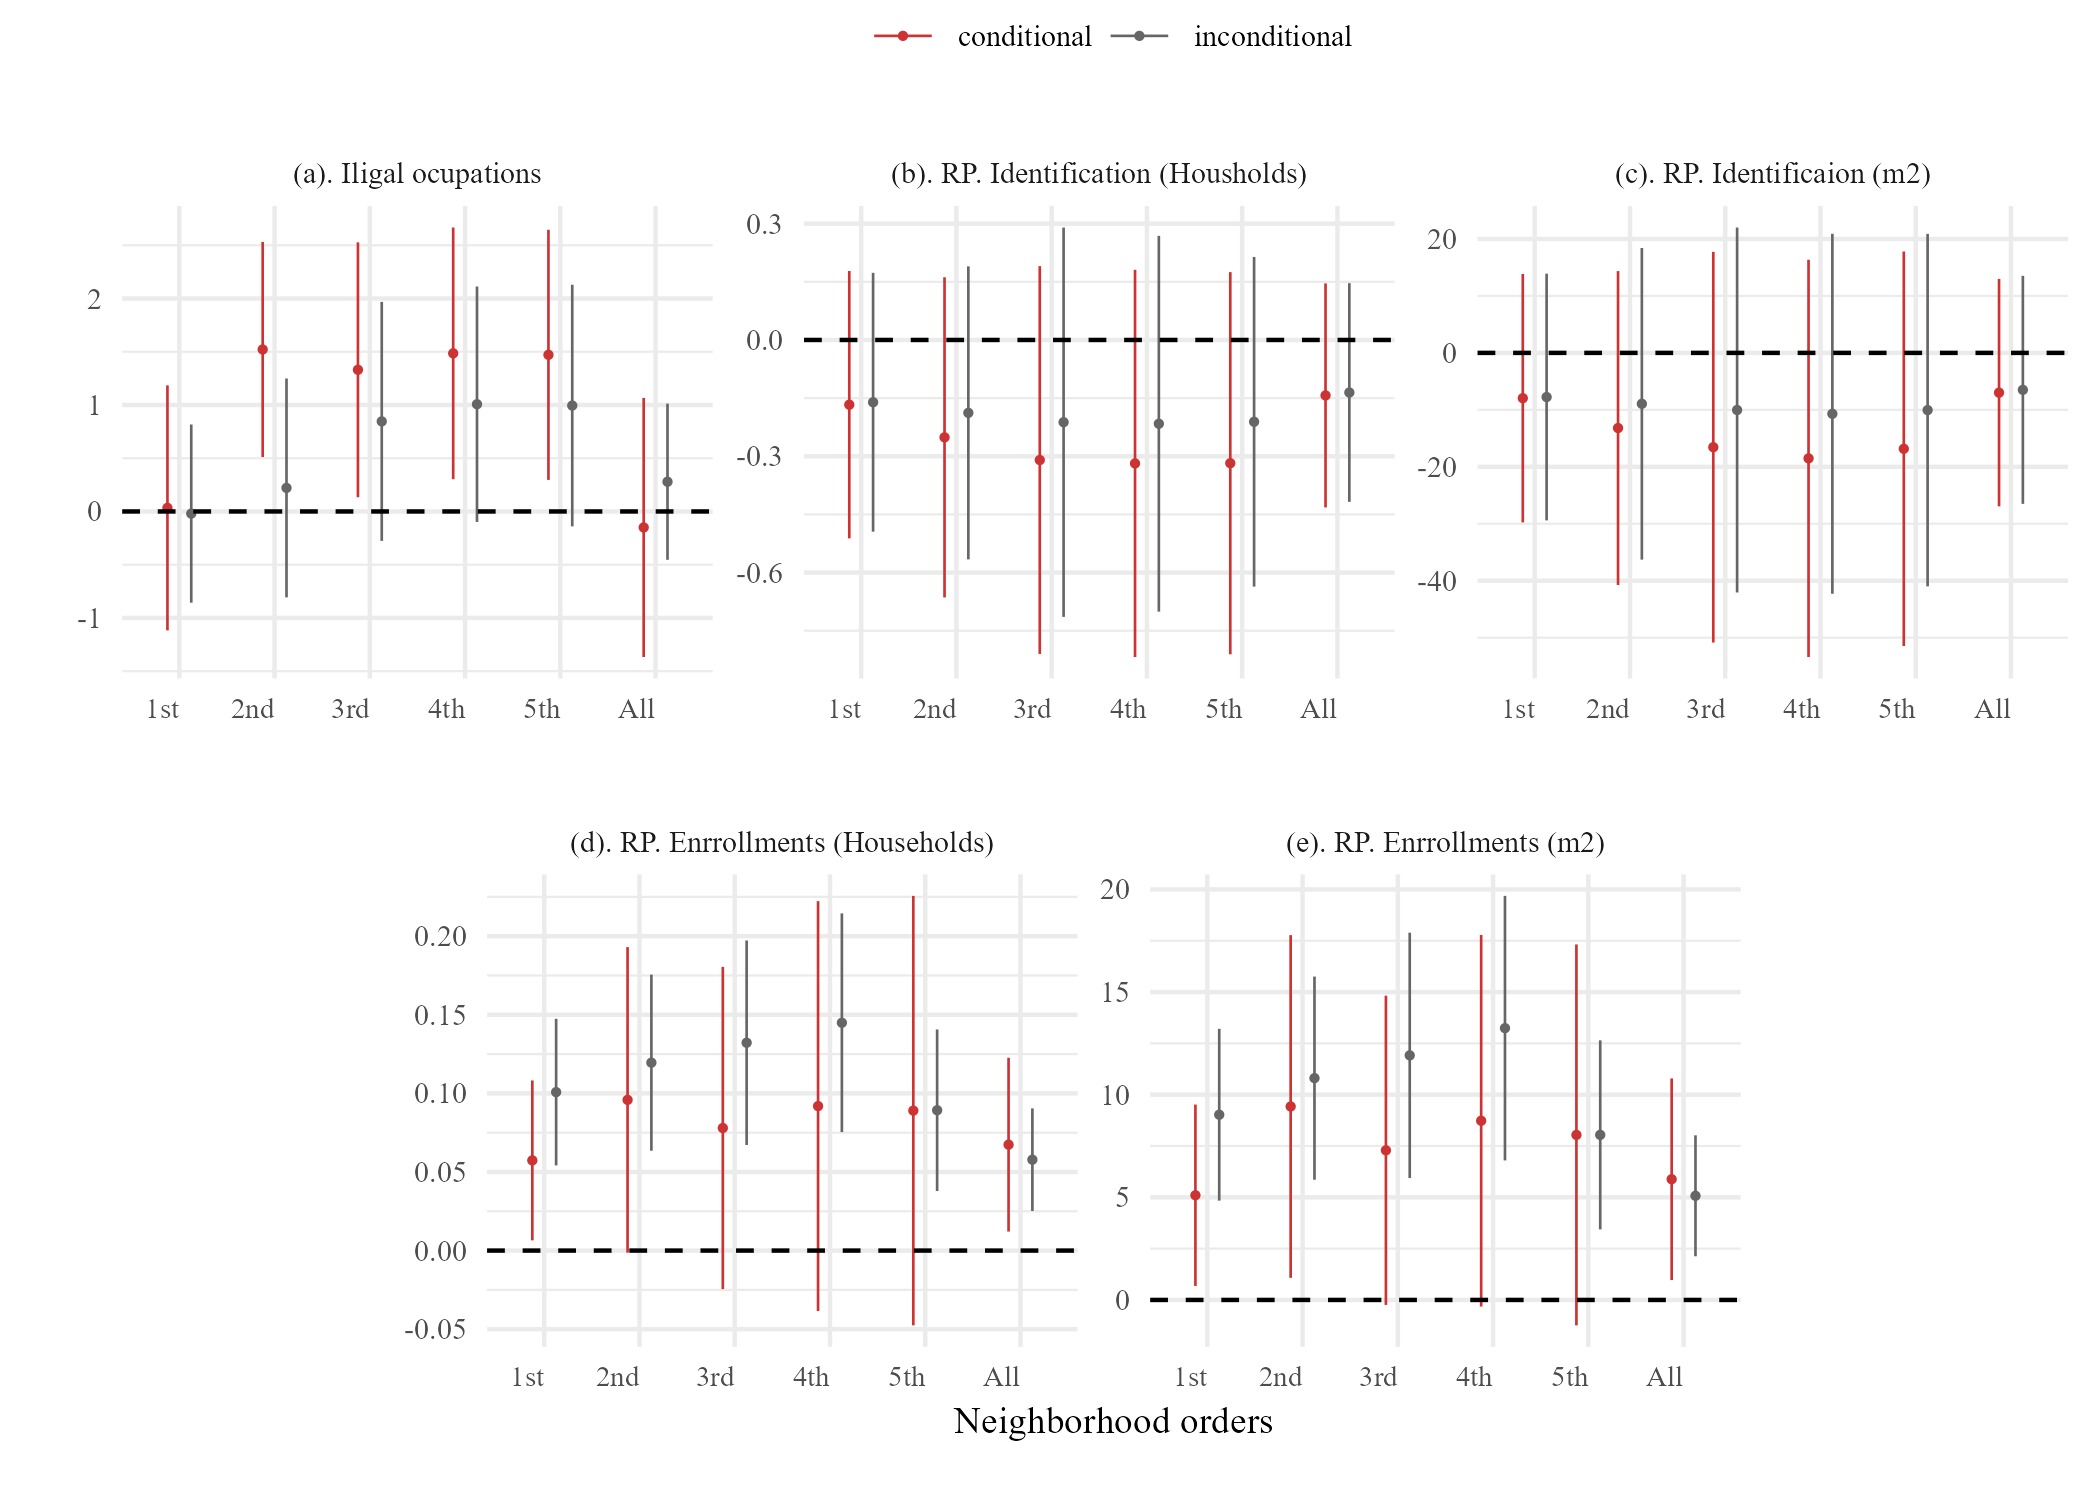 conditional inconditional
(a). Iligal ocupations
2
1
0
-1
1st 2nd 3rd 4th 5th All
(b). RP. Identification (Housholds)
0.3
0.0
-0.3
-0.6
1st 2nd 3rd 4th 5th All
(c). RP. Identificaion (m2)
20
0
-20
-40
1st 2nd 3rd 4th 5th All
(d). RP. Enrrollments (Households)
0.20
0.15
0.10
0.05
0.00
-0.05
1st 2nd 3rd 4th 5th All
(e). RP. Enrrollments (m2)
20
15
10
5
0
1st 2nd 3rd 4th 5th All
Neighborhood orders